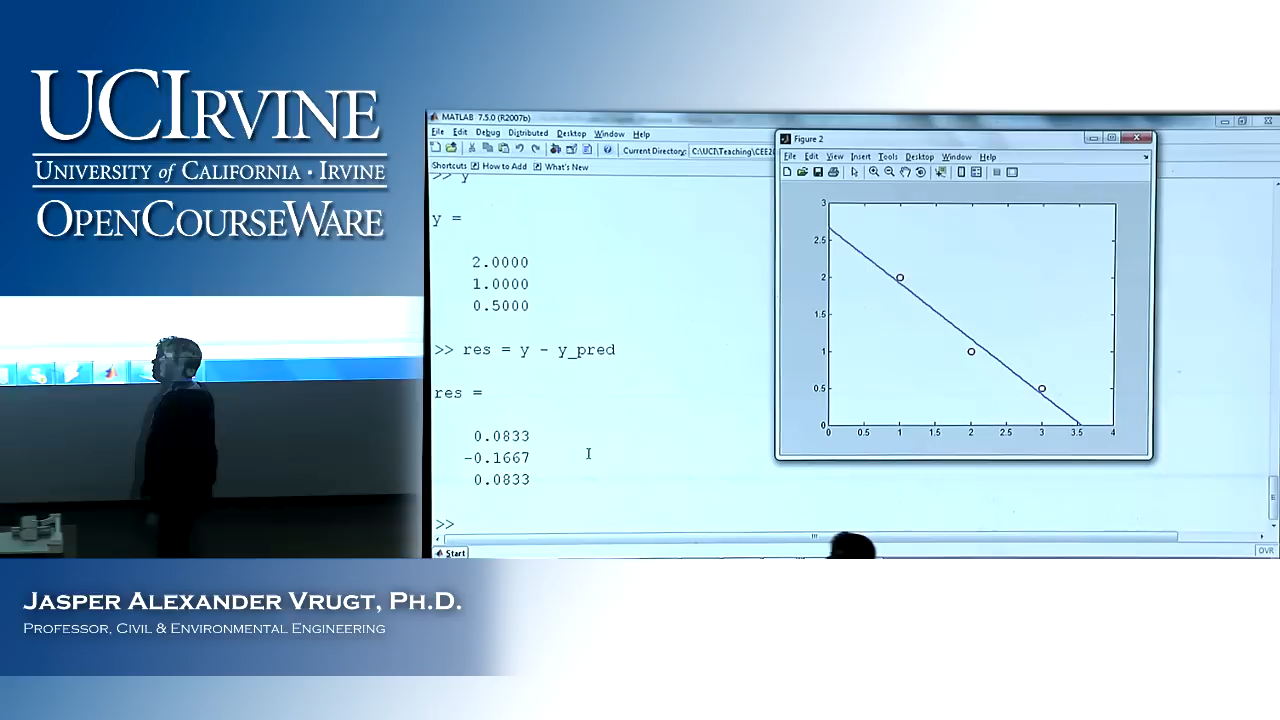 UCIRVINE
UNIVERSITY of CALIFORNIA · IRVINE
OPENCOURSEWARE
MATLAB 7.5.0 (R2007b)
File Edit Debug Distributed Desktop Window Help
Current Directory: C:\UCI\Teaching\CEE2
Shortcuts How to Add What's New
>> y
y =
2.0000
1.0000
0.5000
>> res = y - y_pred
res =
0.0833
-0.1667
0.0833
>>
Start
OVR
Figure 2
File Edit View Insert Tools Desktop Window Help
3
2.5
2
1.5
1
0.5
0
0 0.5 1 1.5 2 2.5 3 3.5 4
JASPER ALEXANDER VRUGT, PH.D.
PROFESSOR, CIVIL & ENVIRONMENTAL ENGINEERING